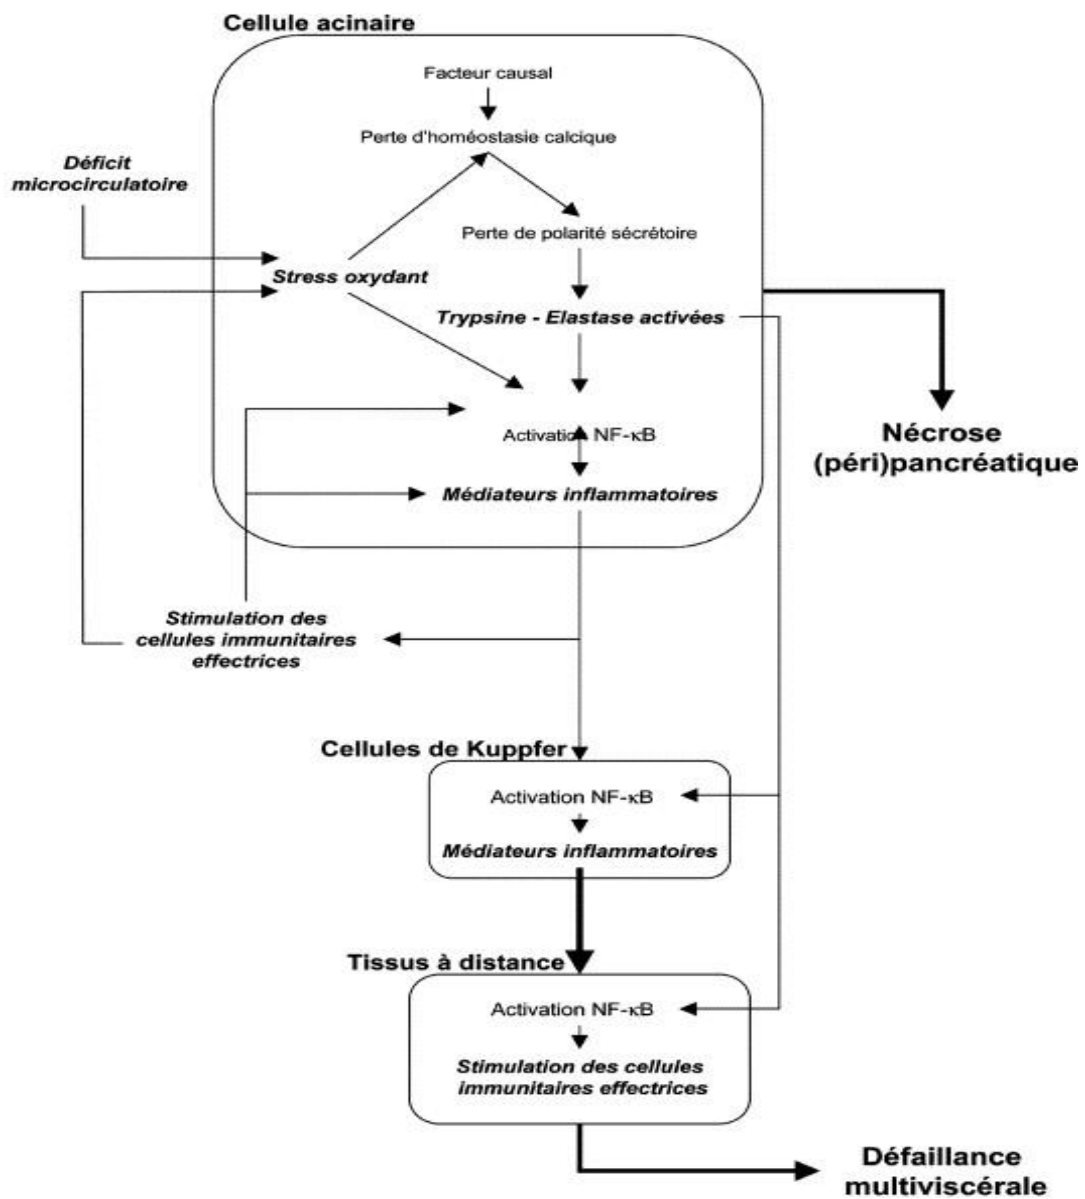 Cellule acinaire
Facteur causal
Perte d'homéostasie calcique
Déficit
microcirculatoire
Perte de polarité sécrétoire
Stress oxydant
Trypsine - Elastase activées
Activation NF-κB
Nécrose
(péri)pancréatique
Médiateurs inflammatoires
Stimulation des
cellules immunitaires
effectrices
Cellules de Kuppfer
Activation NF-κB
Médiateurs inflammatoires
Tissus à distance
Activation NF-κB
Stimulation des cellules
immunitaires effectrices
Défaillance
multiviscérale